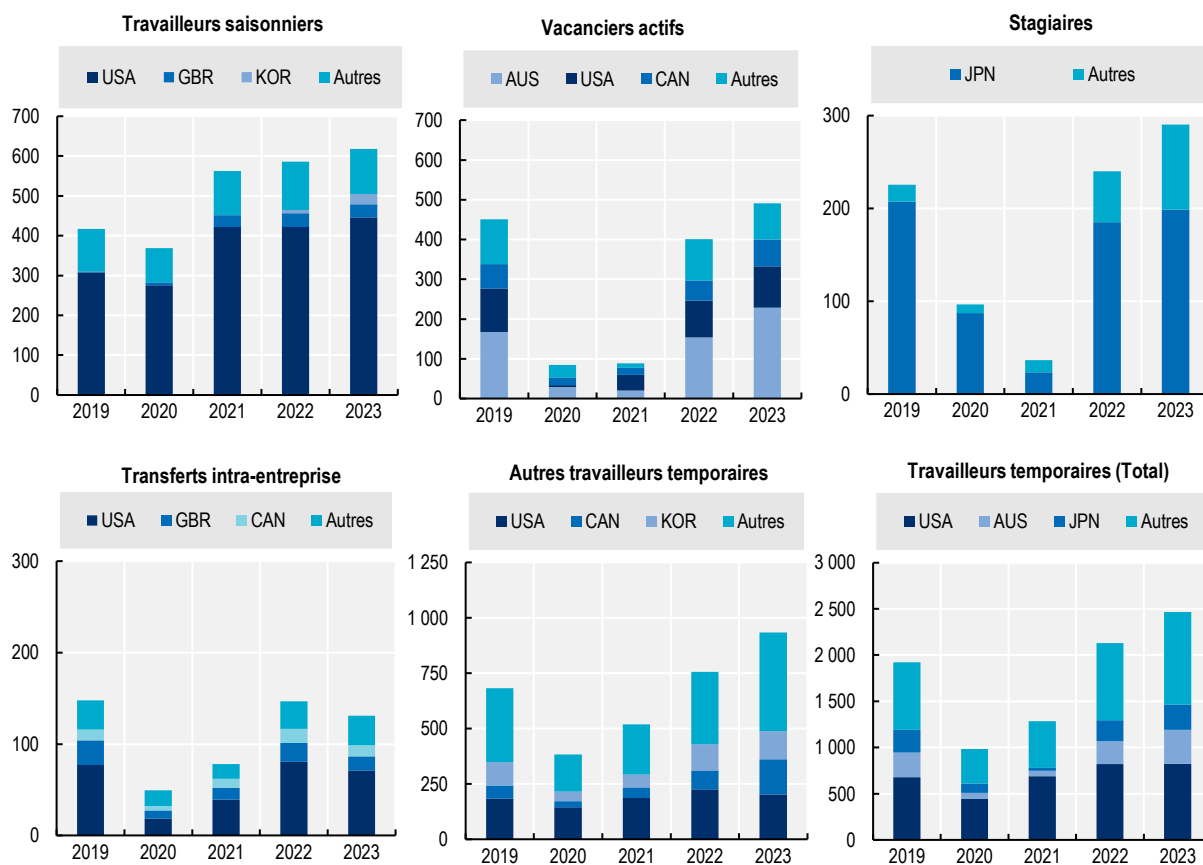 Travailleurs saisonniers
USA GBR KOR Autres
700
600
500
400
300
200
100
0
2019 2020 2021 2022 2023
Vacanciers actifs
AUS USA CAN Autres
700
600
500
400
300
200
100
0
2019 2020 2021 2022 2023
Stagiaires
JPN Autres
300
200
100
0
2019 2020 2021 2022 2023
Transferts intra-entreprise
USA GBR CAN Autres
300
200
100
0
2019 2020 2021 2022 2023
Autres travailleurs temporaires
USA CAN KOR Autres
1 250
1 000
750
500
250
0
2019 2020 2021 2022 2023
Travailleurs temporaires (Total)
USA AUS JPN Autres
3 000
2 500
2 000
1 500
1 000
500
0
2019 2020 2021 2022 2023